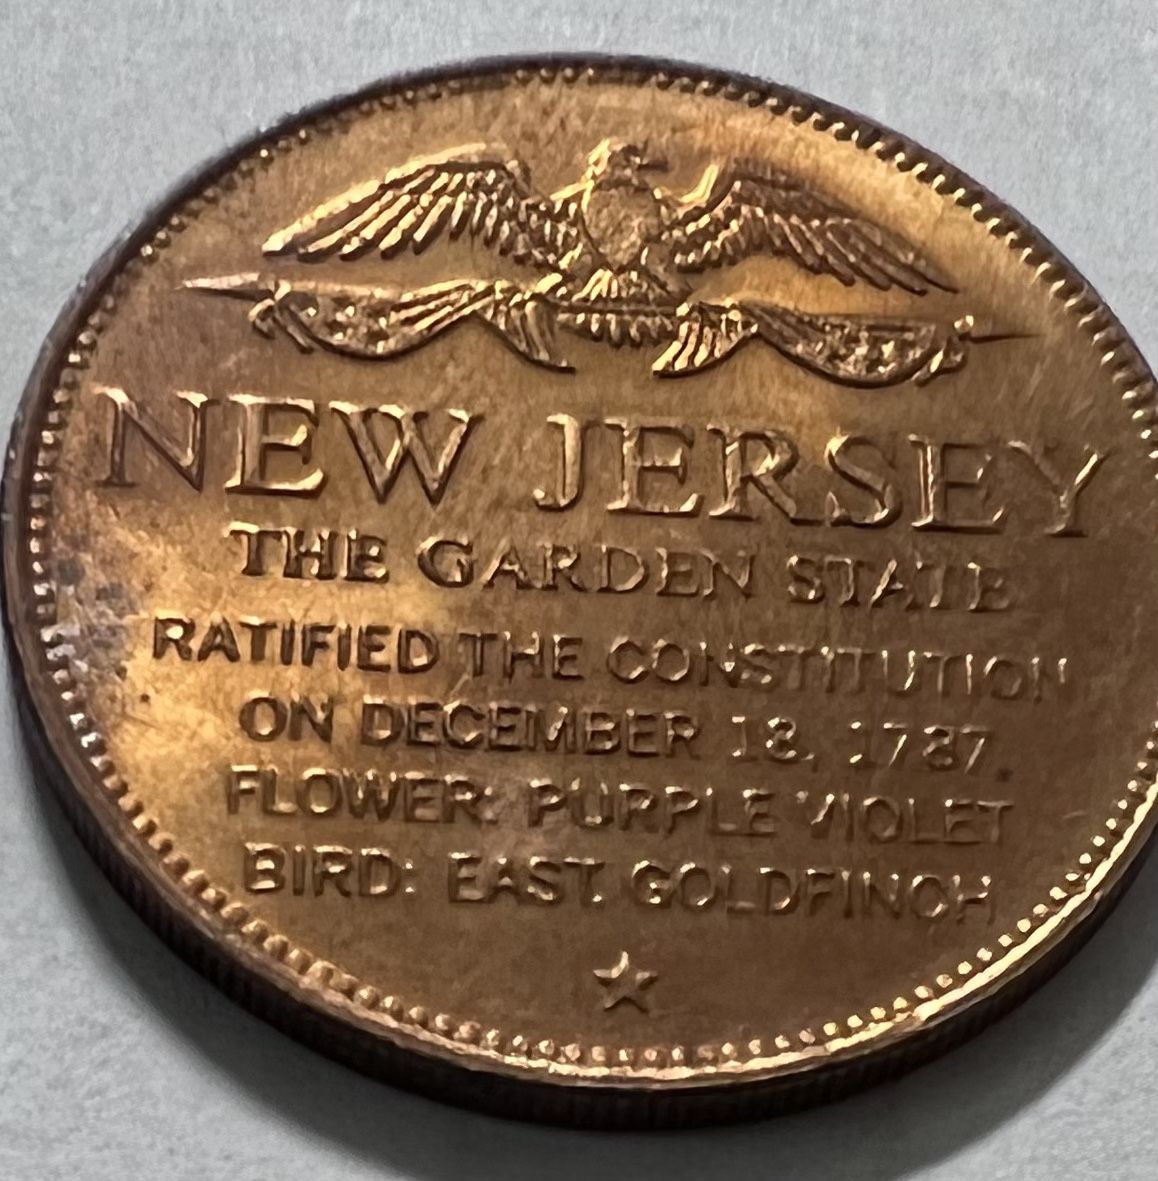 NEW JERSEY
THE GARDEN STATE
RATIFIED THE CONSTITUTION
ON DECEMBER 18, 1787.
FLOWER: PURPLE VIOLET
BIRD: EAST. GOLDFINCH